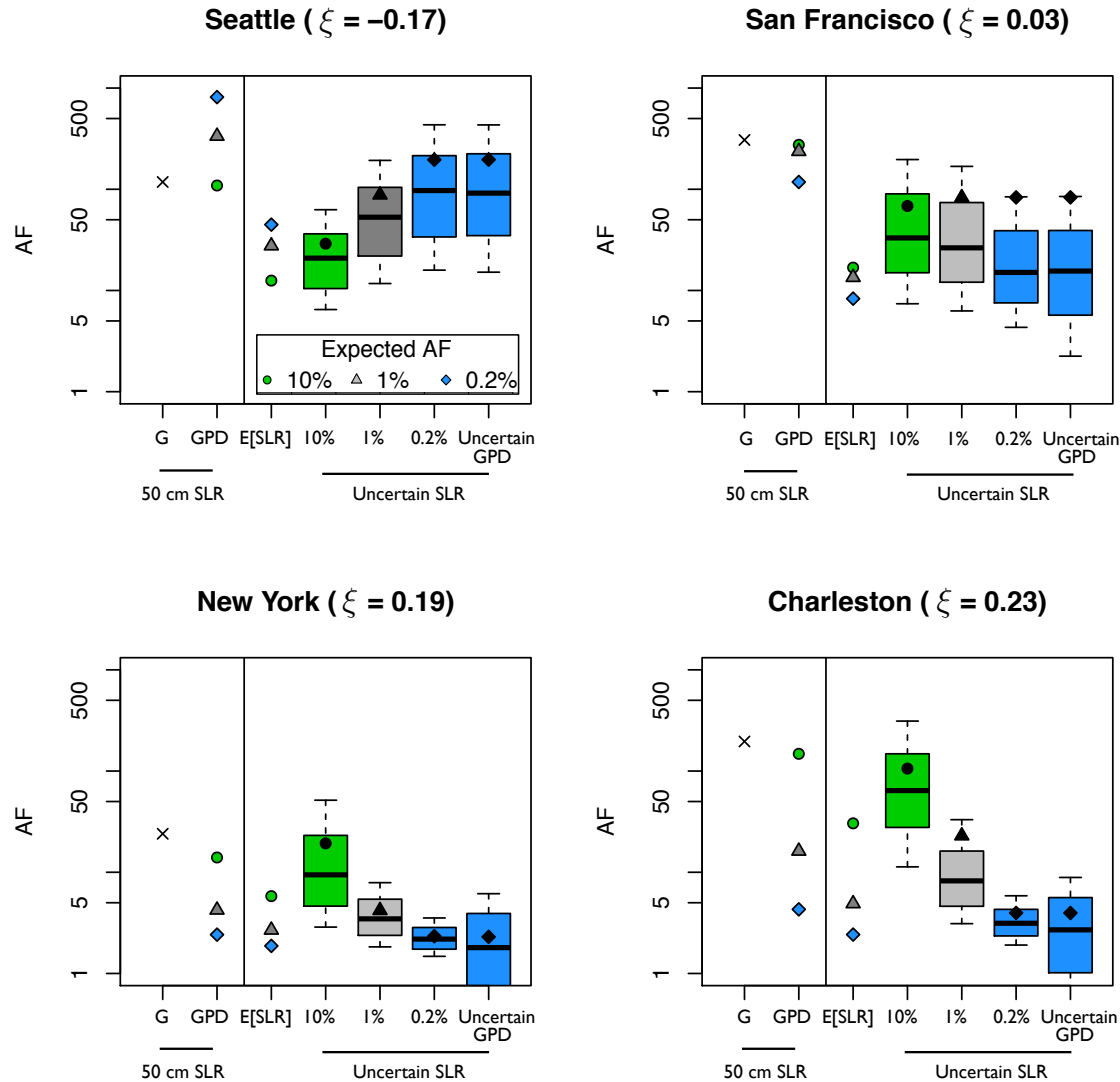 Seattle ( ξ = −0.17)
AF
500
50
5
1
Expected AF
10% 1% 0.2%
G GPD E[SLR] 10% 1% 0.2% Uncertain GPD
50 cm SLR Uncertain SLR
San Francisco ( ξ = 0.03)
AF
500
50
5
1
G GPD E[SLR] 10% 1% 0.2% Uncertain GPD
50 cm SLR Uncertain SLR
New York ( ξ = 0.19)
AF
500
50
5
1
G GPD E[SLR] 10% 1% 0.2% Uncertain GPD
50 cm SLR Uncertain SLR
Charleston ( ξ = 0.23)
AF
500
50
5
1
G GPD E[SLR] 10% 1% 0.2% Uncertain GPD
50 cm SLR Uncertain SLR